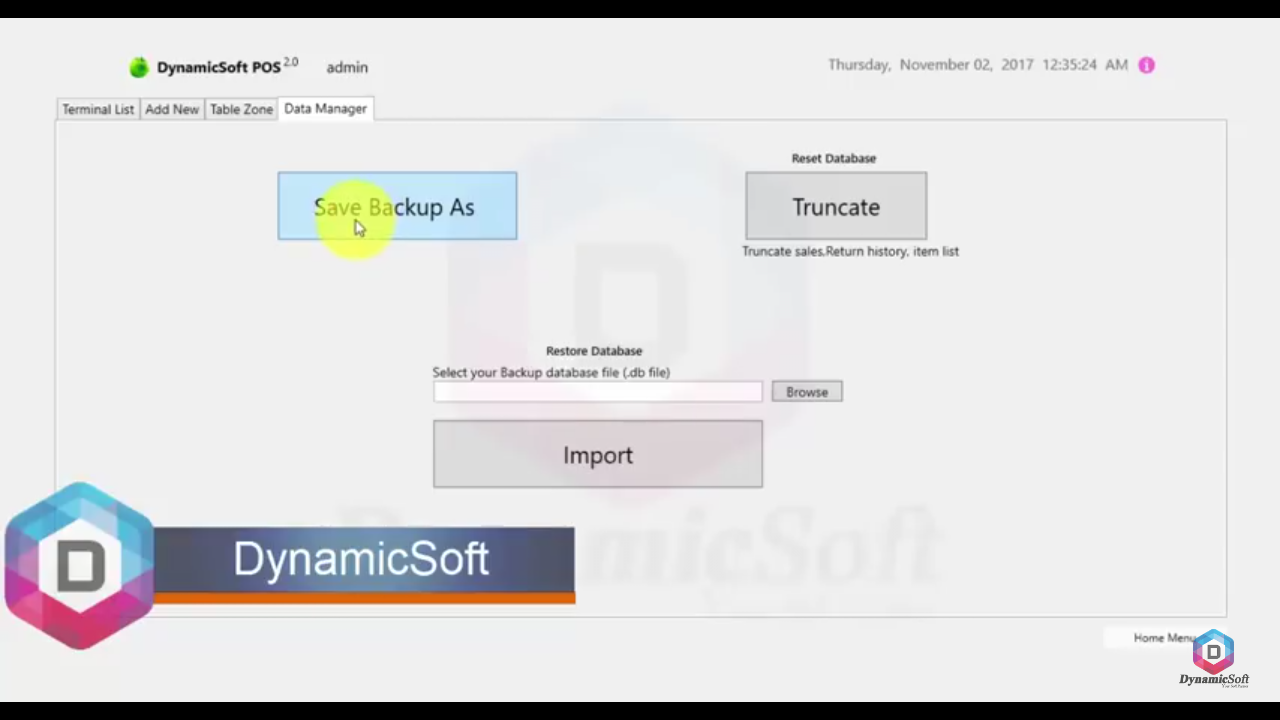 DynamicSoft POS 2.0 admin
Thursday, November 02, 2017 12:35:24 AM
Terminal List Add New Table Zone Data Manager
Reset Database
Save Backup As
Truncate
Truncate sales,Return history, item list
Restore Database
Select your Backup database file (.db file)
Browse
Import
D
DynamicSoft
Home Menu
D
DynamicSoft